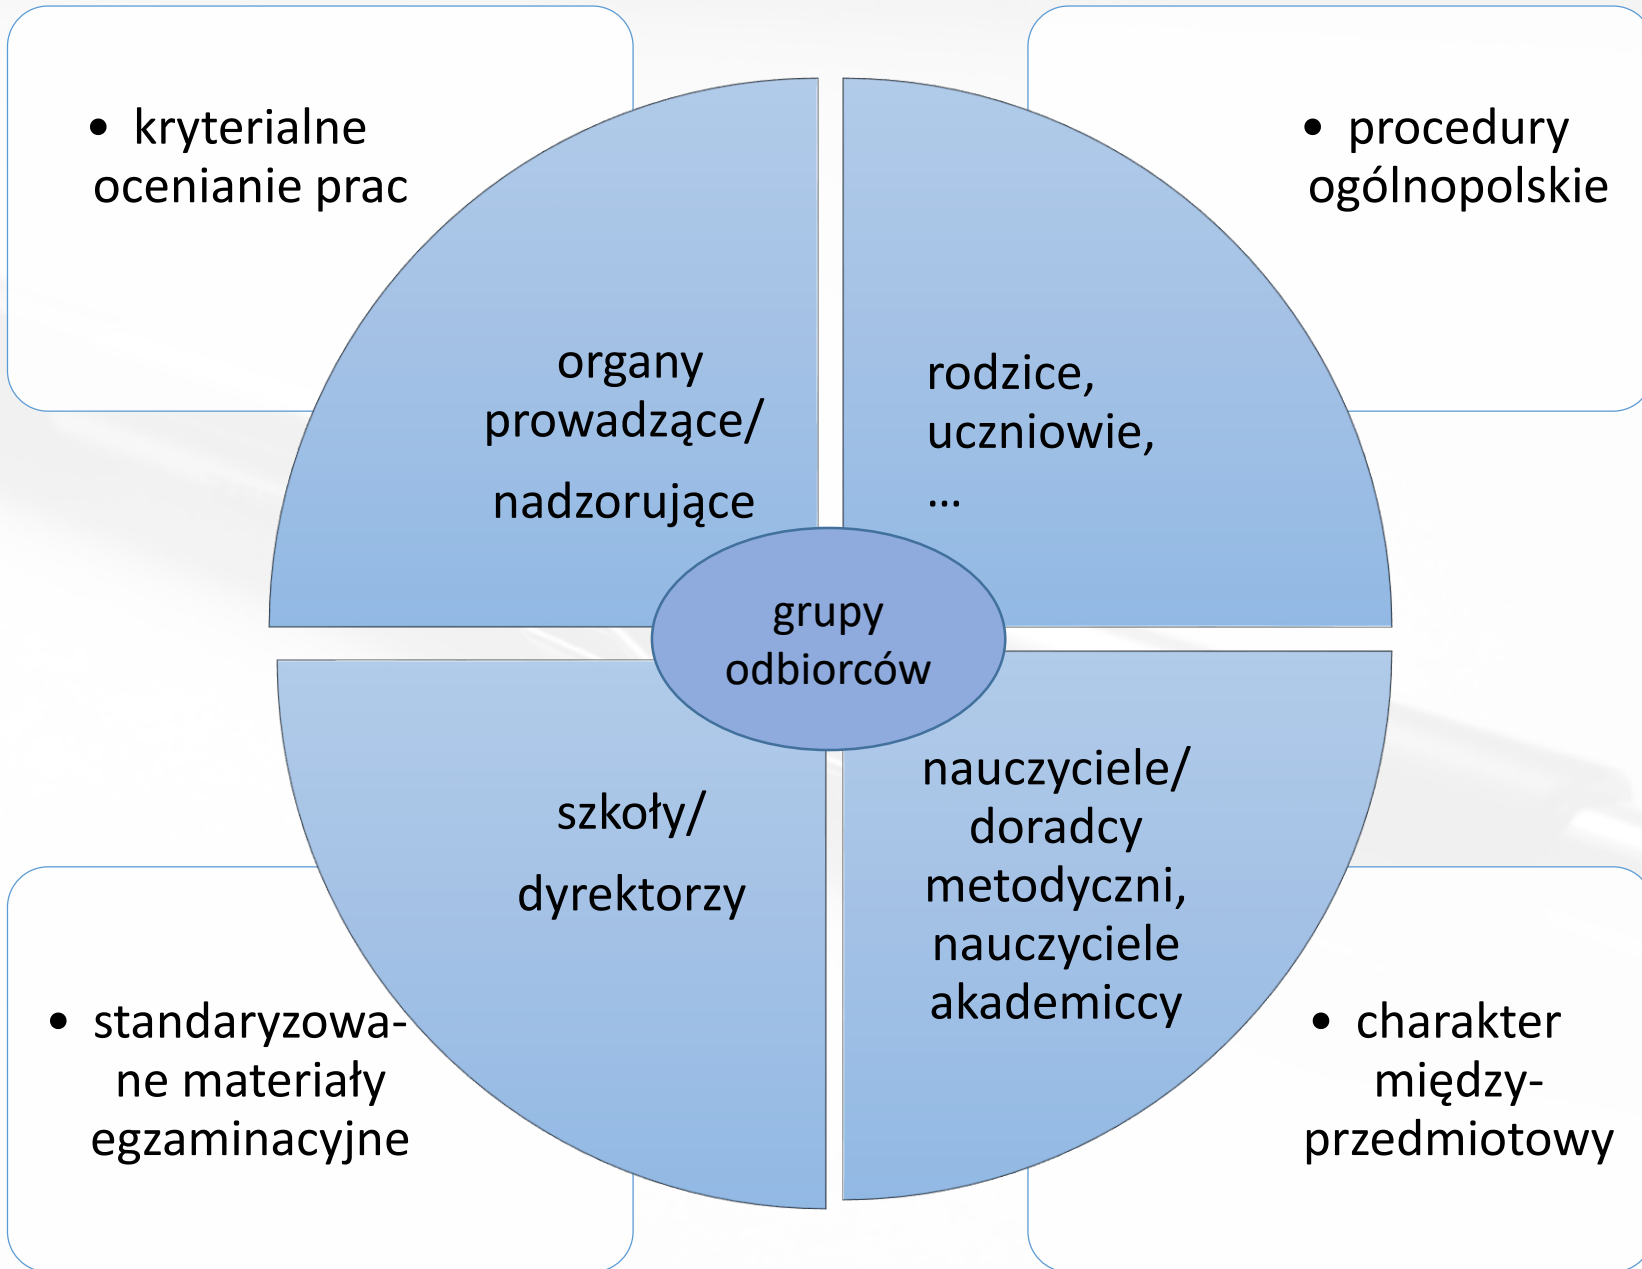 • kryterialne
ocenianie prac
• procedury
ogólnopolskie
organy
prowadzące/
nadzorujące
rodzice,
uczniowie,
...
grupy
odbiorców
szkoły/
dyrektorzy
nauczyciele/
doradcy
metodyczni,
nauczyciele
akademiccy
• standaryzowa-
ne materiały
egzaminacyjne
• charakter
między-
przedmiotowy